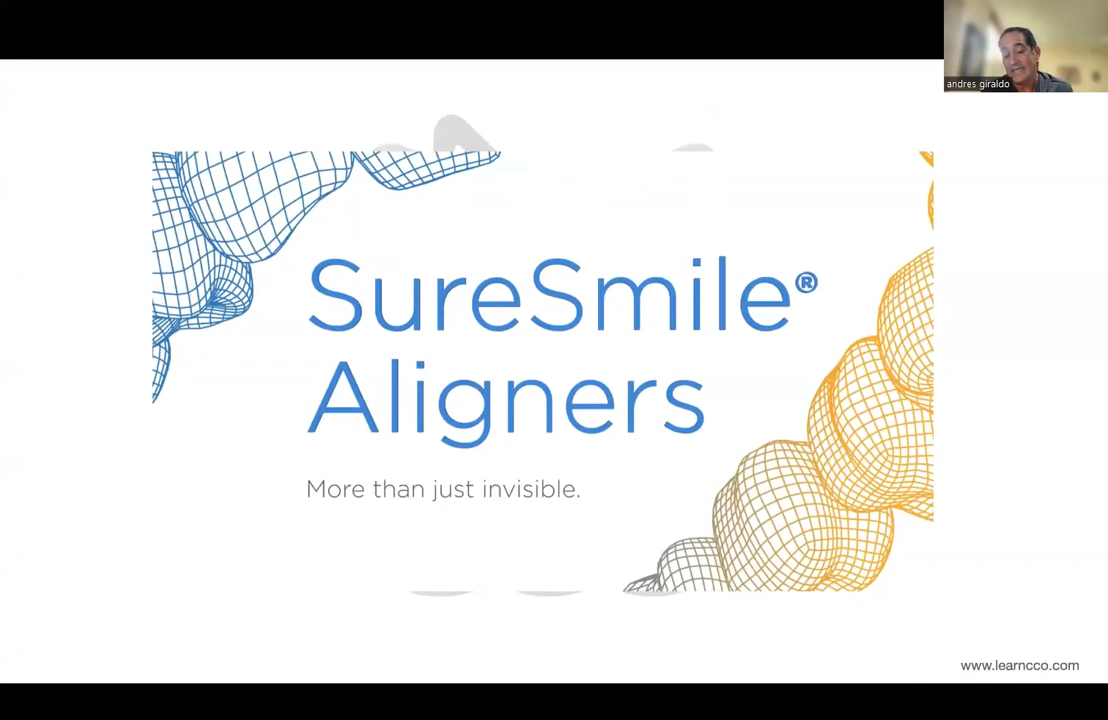 andres giraldo
SureSmile®
Aligners
More than just invisible.
www.learncco.com